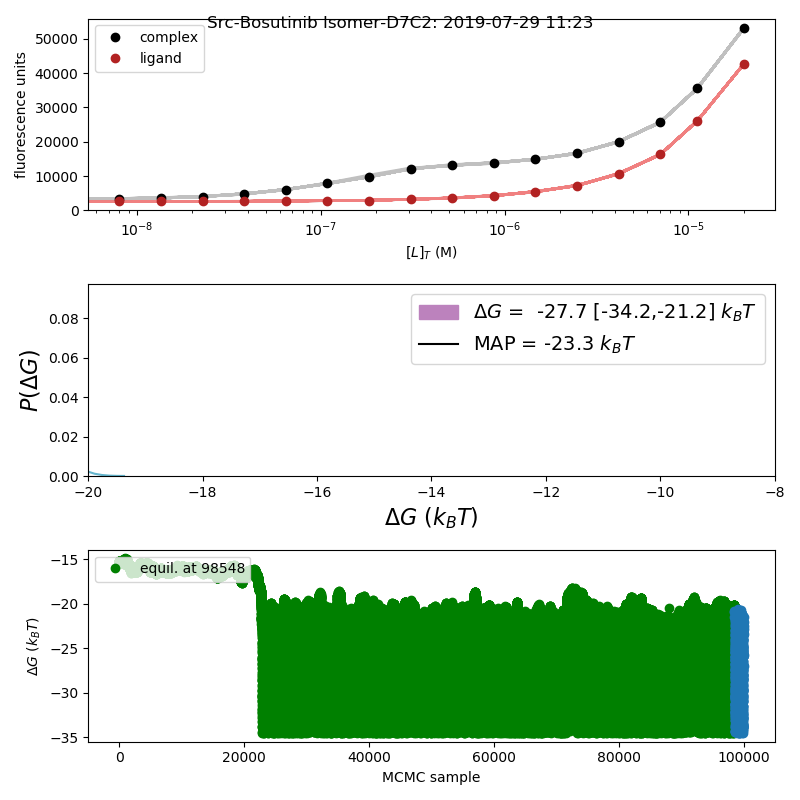 Src-Bosutinib Isomer-D7C2: 2019-07-29 11:23
complex
ligand
fluorescence units
50000
40000
30000
20000
10000
0
10⁻⁸ 10⁻⁷ 10⁻⁶ 10⁻⁵
[L]_T (M)
ΔG = -27.7 [-34.2,-21.2] k_BT
MAP = -23.3 k_BT
P(ΔG)
0.08
0.06
0.04
0.02
0.00
−20 −18 −16 −14 −12 −10 −8
ΔG (k_BT)
equil. at 98548
ΔG (k_BT)
−15
−20
−25
−30
−35
0 20000 40000 60000 80000 100000
MCMC sample